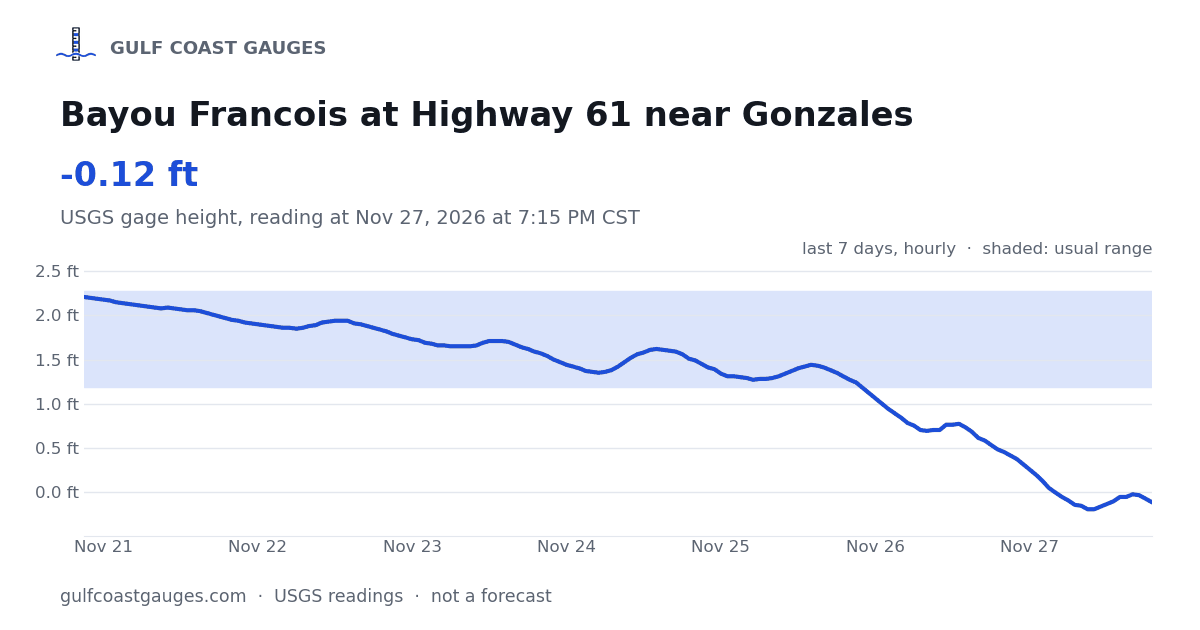 GULF COAST GAUGES
Bayou Francois at Highway 61 near Gonzales
-0.12 ft
USGS gage height, reading at Nov 27, 2026 at 7:15 PM CST
last 7 days, hourly · shaded: usual range
2.5 ft
2.0 ft
1.5 ft
1.0 ft
0.5 ft
0.0 ft
Nov 21 Nov 22 Nov 23 Nov 24 Nov 25 Nov 26 Nov 27
gulfcoastgauges.com · USGS readings · not a forecast